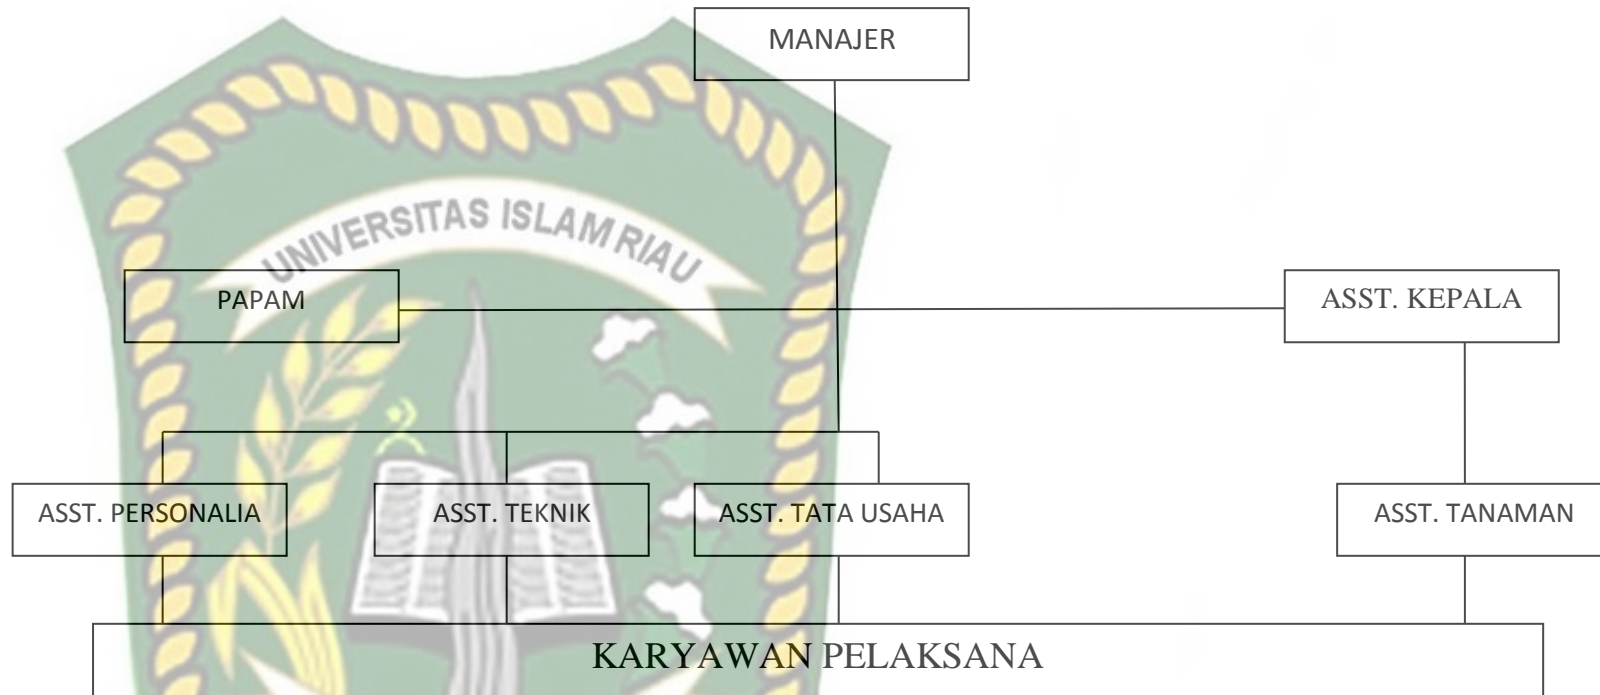 MANAJER
UNIVERSITAS ISLAM RIAU
PAPAM
ASST. KEPALA
ASST. PERSONALIA
ASST. TEKNIK
ASST. TATA USAHA
ASST. TANAMAN
KARYAWAN PELAKSANA